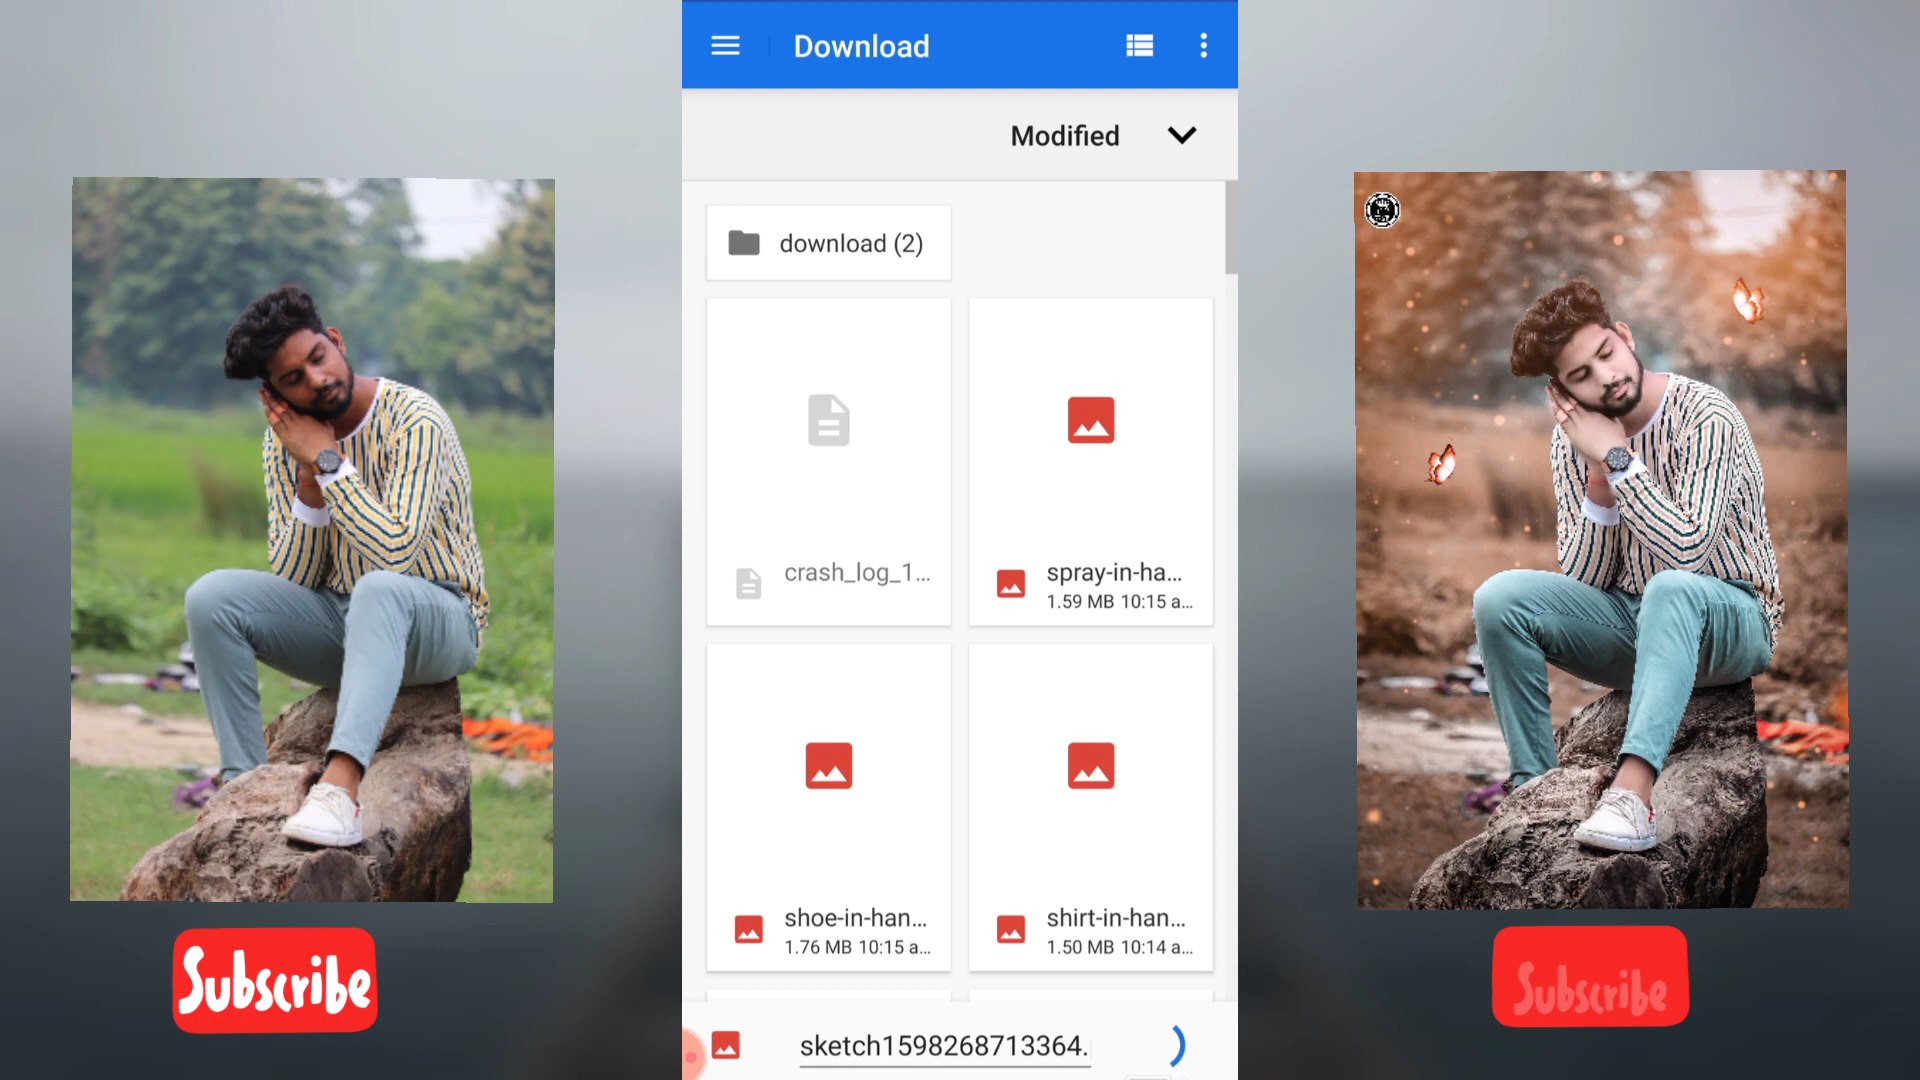 Download
Modified
download (2)
crash_log_1...
spray-in-ha...
1.59 MB 10:15 a...
shoe-in-han...
1.76 MB 10:15 a...
shirt-in-han...
1.50 MB 10:14 a...
sketch1598268713364.
Subscribe
Subscribe